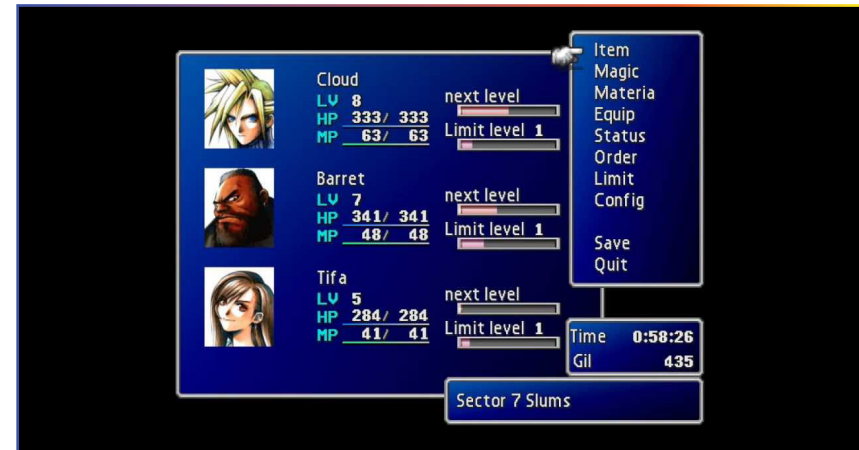 Cloud
LV 8
HP 333/ 333
MP 63/ 63
next level
Limit level 1
Barret
LV 7
HP 341/ 341
MP 48/ 48
next level
Limit level 1
Tifa
LV 5
HP 284/ 284
MP 41/ 41
next level
Limit level 1
Item
Magic
Materia
Equip
Status
Order
Limit
Config
Save
Quit
Time 0:58:26
Gil 435
Sector 7 Slums